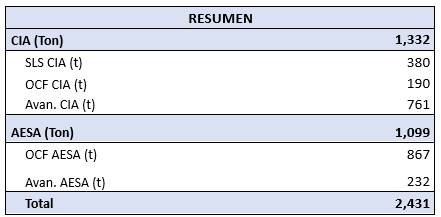 RESUMEN
CIA (Ton) 1,332
SLS CIA (t) 380
OCF CIA (t) 190
Avan. CIA (t) 761
AESA (Ton) 1,099
OCF AESA (t) 867
Avan. AESA (t) 232
Total 2,431